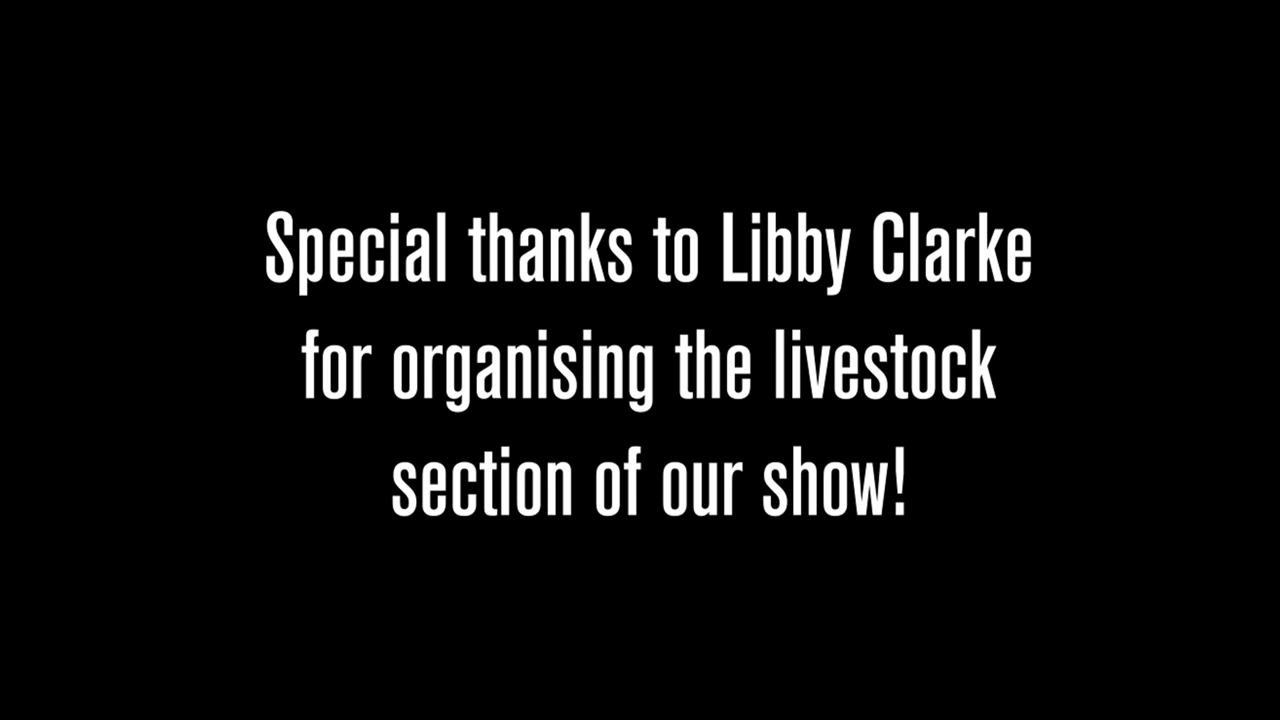 Special thanks to Libby Clarke
for organising the livestock
section of our show!